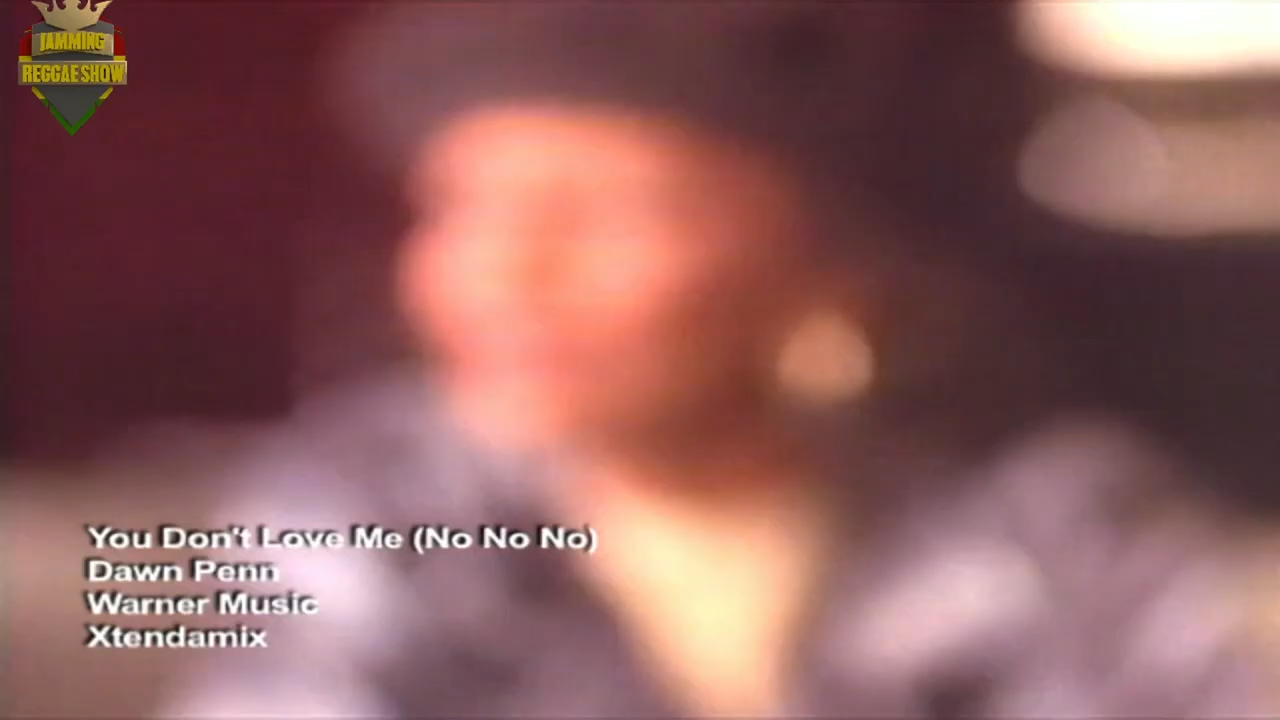 JAMMING
REGGAE SHOW
You Don't Love Me (No No No)
Dawn Penn
Warner Music
Xtendamix